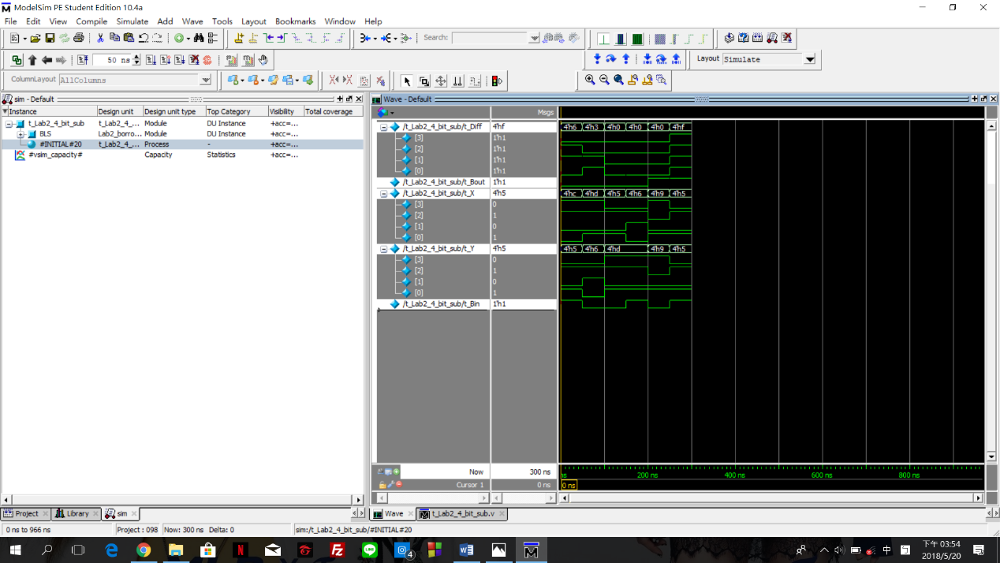 ModelSim PE Student Edition 10.4a
File Edit View Compile Simulate Add Wave Tools Layout Bookmarks Window Help
Search:
50 ns
Layout Simulate
ColumnLayout AllColumns
sim - Default
Instance Design unit Design unit type Top Category Visibility Total coverage
t_Lab2_4_bit_sub t_Lab2_4_... Module DU Instance +acc=...
BLS Lab2_borro... Module DU Instance +acc=...
#INITIAL#20 t_Lab2_4_... Process - +acc=...
#vsim_capacity# Capacity Statistics +acc=...
Wave - Default
Msgs
/t_Lab2_4_bit_sub/t_Diff 4'hf 4'h6 4'h3 4'h0 4'h0 4'h0 4'hf
[3] 1'h1
[2] 1'h1
[1] 1'h1
[0] 1'h1
/t_Lab2_4_bit_sub/t_Bout 1'h1
/t_Lab2_4_bit_sub/t_X 4'h5 4'hc 4'hd 4'h5 4'h6 4'h9 4'h5
[3] 0
[2] 1
[1] 0
[0] 1
/t_Lab2_4_bit_sub/t_Y 4'h5 4'h5 4'h6 4'hd 4'h9 4'h5
[3] 0
[2] 1
[1] 0
[0] 1
/t_Lab2_4_bit_sub/t_Bin 1'h1
Now 300 ns ns 200 ns 400 ns 600 ns 800 ns
Cursor 1 0 ns 0 ns
Project Library sim
Wave t_Lab2_4_bit_sub.v
0 ns to 966 ns Project : 098 Now: 300 ns Delta: 0 sim:/t_Lab2_4_bit_sub/#INITIAL#20
4 中 下午 03:54
2018/5/20